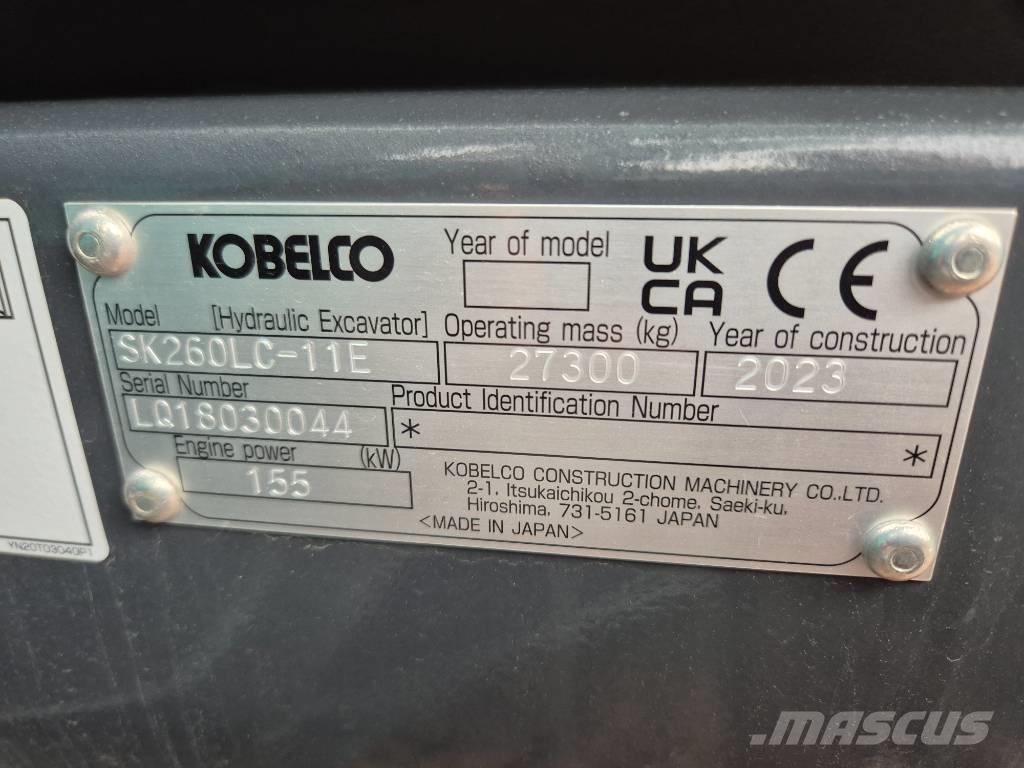 KOBELCO
Year of model
UK
CA
CE
Model [Hydraulic Excavator]
Operating mass (kg)
Year of construction
SK260LC-11E
27300
2023
Serial Number
Product Identification Number
LQ18030044
* *
Engine power (kW)
155
KOBELCO CONSTRUCTION MACHINERY CO.,LTD.
2-1, Itsukaichikou 2-chome, Saeki-ku,
Hiroshima, 731-5161 JAPAN
<MADE IN JAPAN>
YN20T03040P1
MASCUS